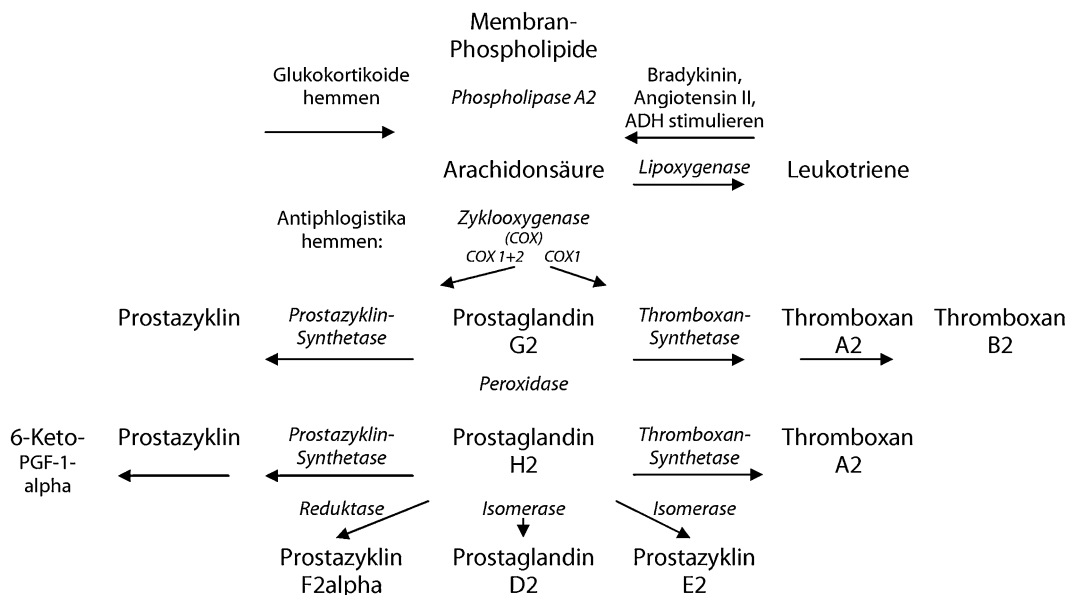 Membran-
Phospholipide
Glukokortikoide
hemmen
Phospholipase A2
Bradykinin,
Angiotensin II,
ADH stimulieren
Arachidonsäure
Lipoxygenase
Leukotriene
Antiphlogistika
hemmen:
Zyklooxygenase
(COX)
COX 1+2
COX1
Prostazyklin
Prostazyklin-
Synthetase
Prostaglandin
G2
Thromboxan-
Synthetase
Thromboxan
A2
Thromboxan
B2
Peroxidase
6-Keto-
PGF-1-
alpha
Prostazyklin
Prostazyklin-
Synthetase
Prostaglandin
H2
Thromboxan-
Synthetase
Thromboxan
A2
Reduktase
Isomerase
Isomerase
Prostazyklin
F2alpha
Prostaglandin
D2
Prostazyklin
E2